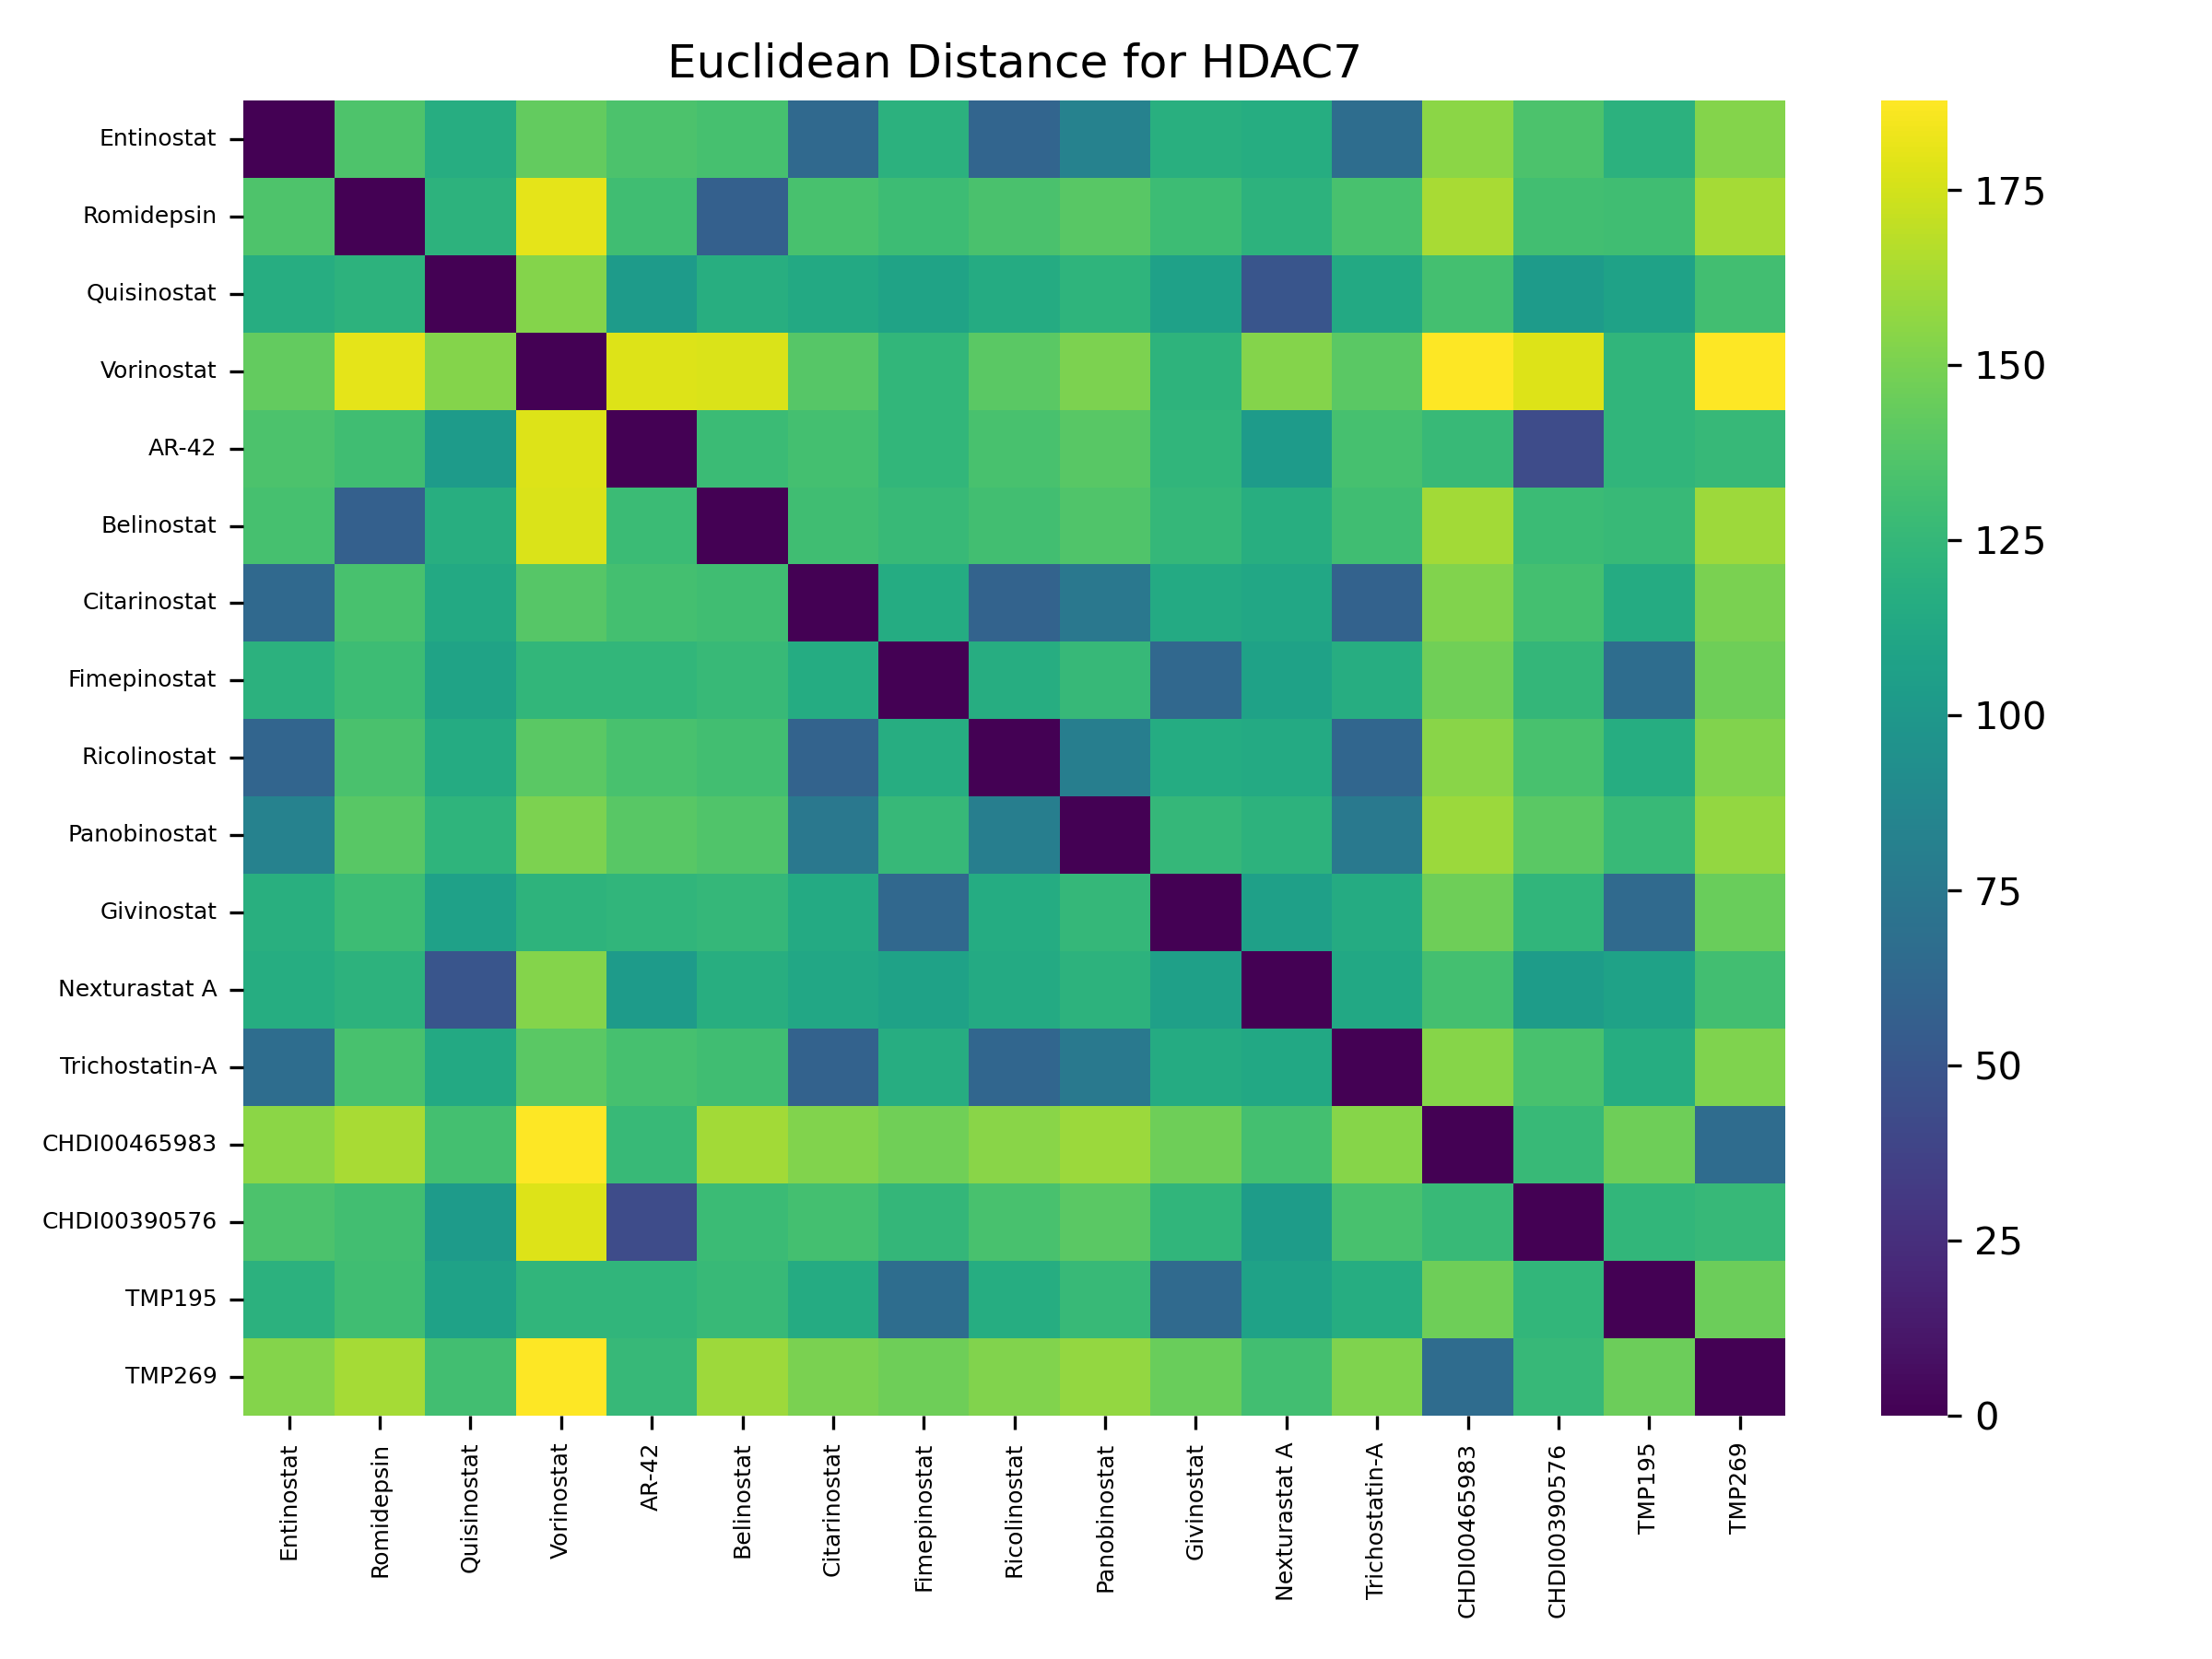 Euclidean Distance for HDAC7
Entinostat
Romidepsin
Quisinostat
Vorinostat
AR-42
Belinostat
Citarinostat
Fimepinostat
Ricolinostat
Panobinostat
Givinostat
Nexturastat A
Trichostatin-A
CHDI00465983
CHDI00390576
TMP195
TMP269
Entinostat
Romidepsin
Quisinostat
Vorinostat
AR-42
Belinostat
Citarinostat
Fimepinostat
Ricolinostat
Panobinostat
Givinostat
Nexturastat A
Trichostatin-A
CHDI00465983
CHDI00390576
TMP195
TMP269
175
150
125
100
75
50
25
0